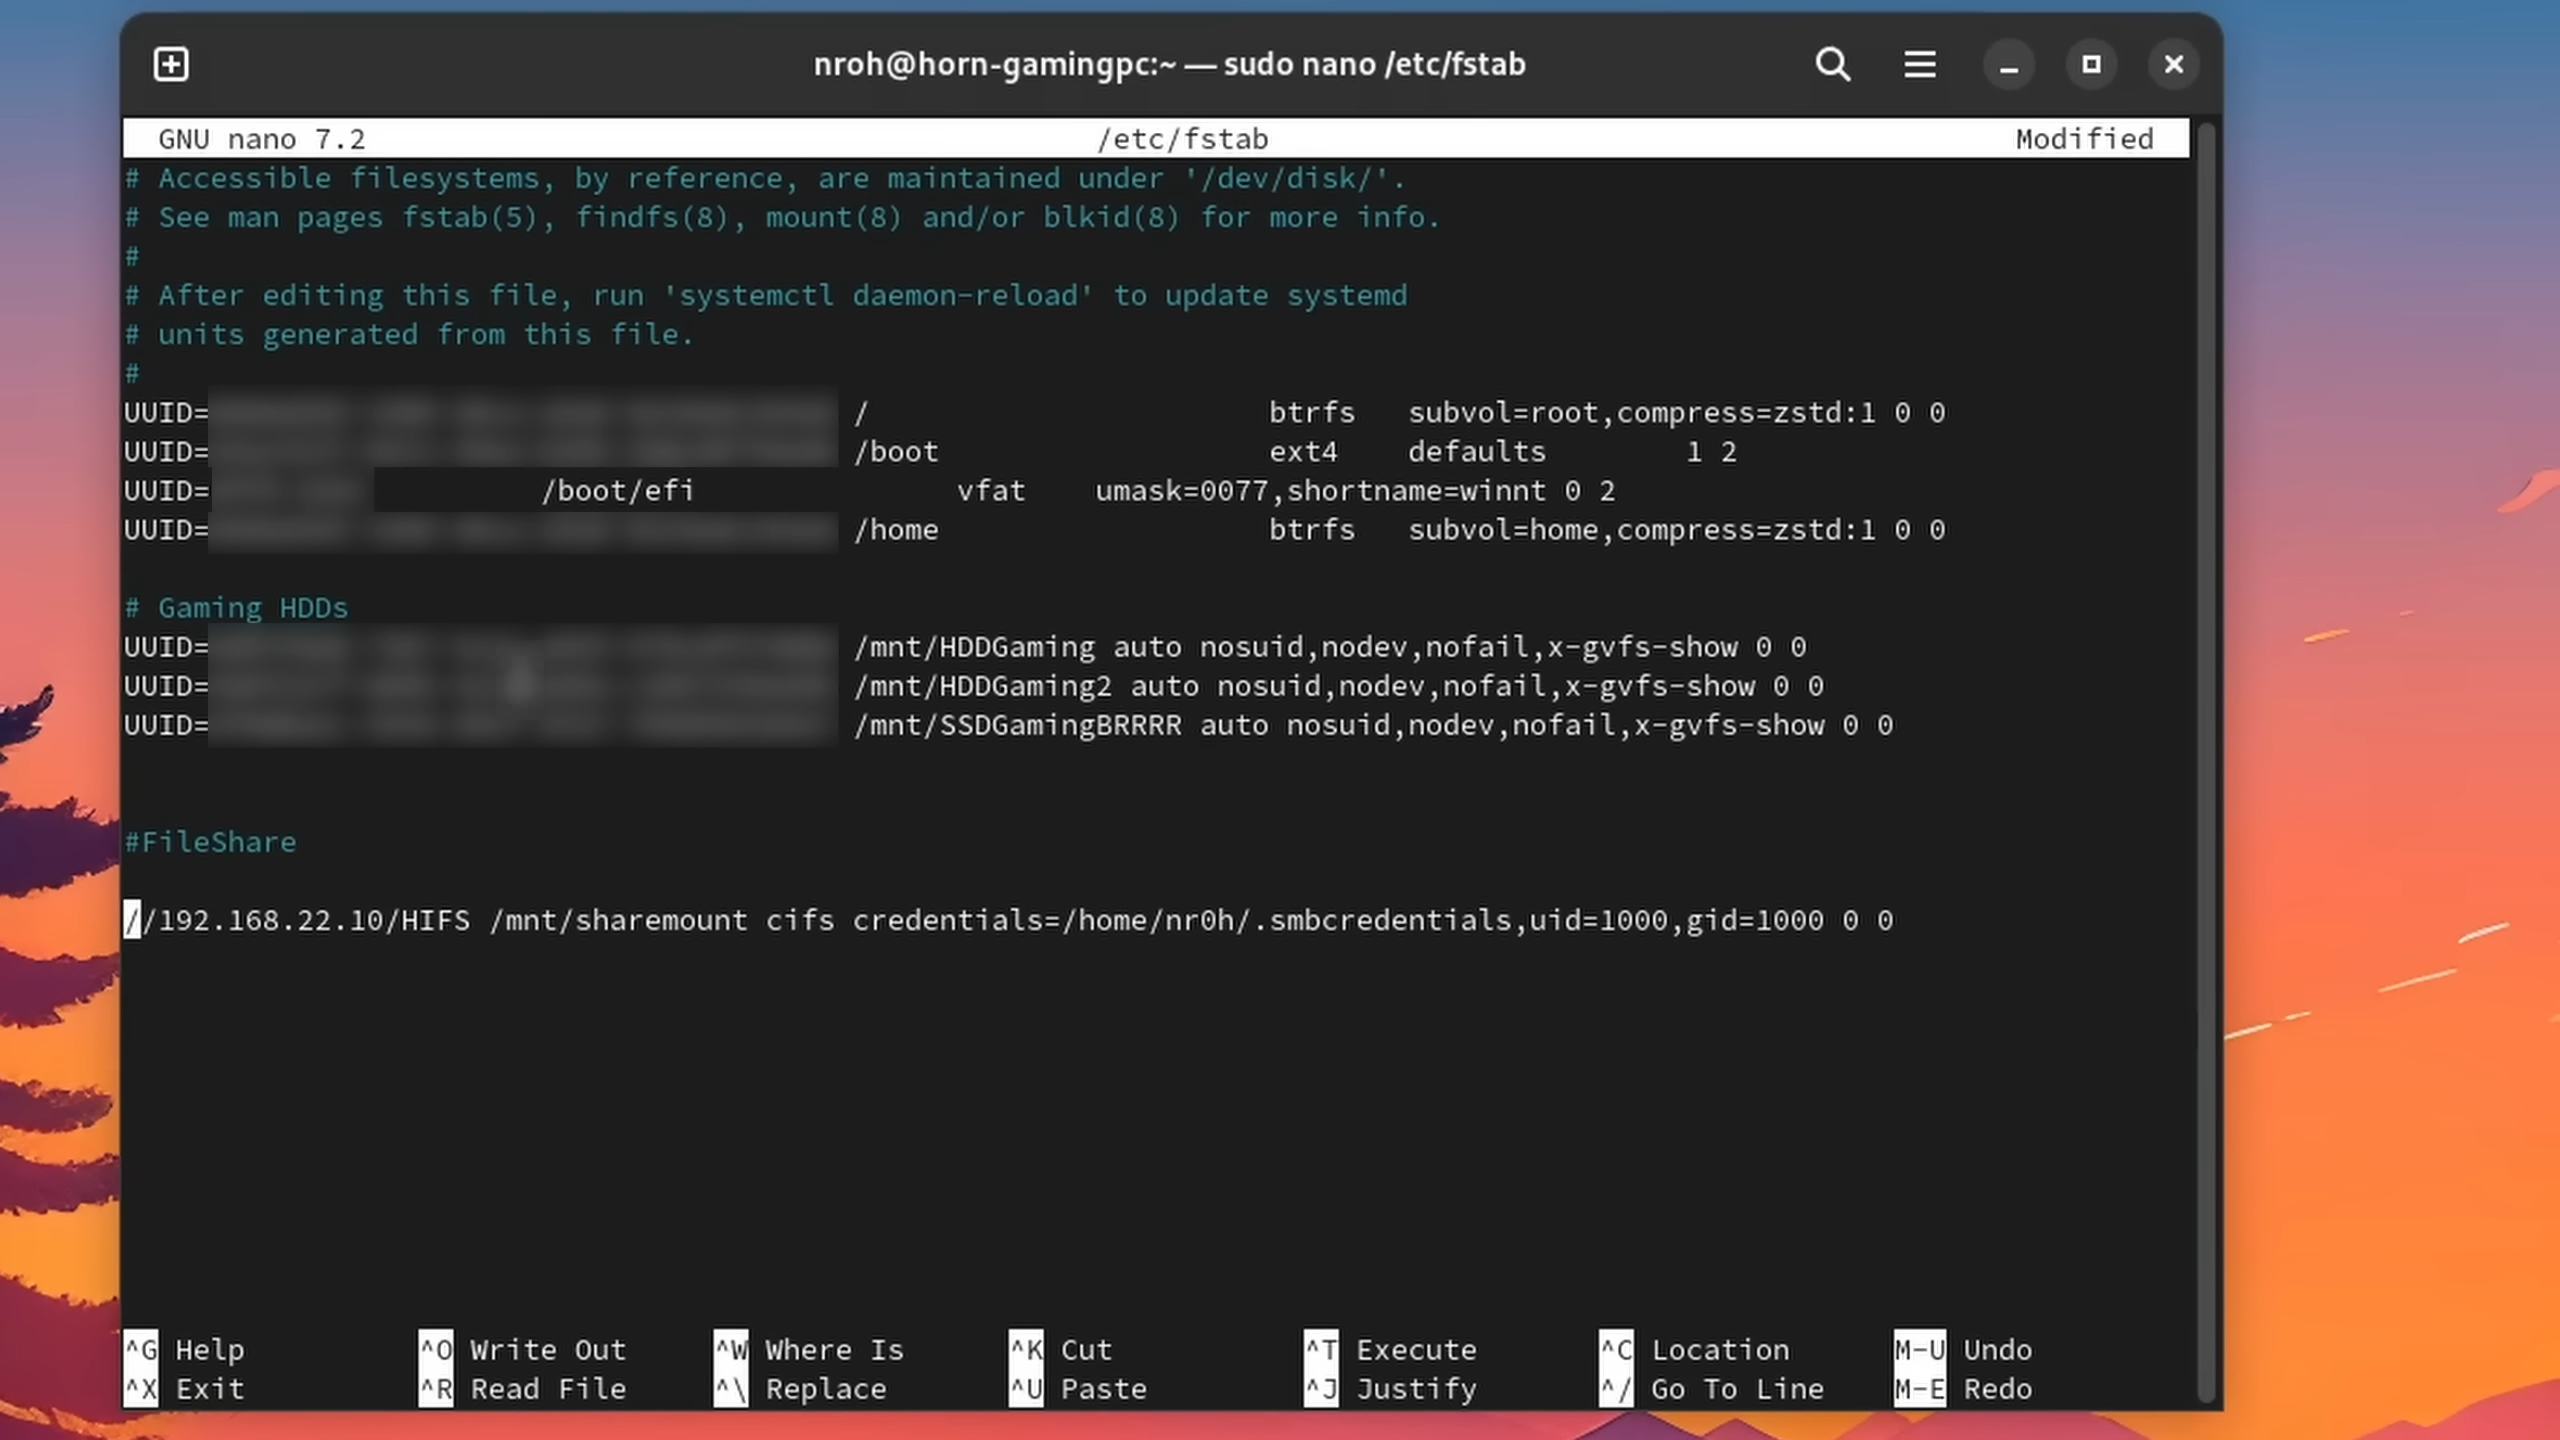 nroh@horn-gamingpc:~ — sudo nano /etc/fstab
GNU nano 7.2 /etc/fstab Modified
# Accessible filesystems, by reference, are maintained under '/dev/disk/'.
# See man pages fstab(5), findfs(8), mount(8) and/or blkid(8) for more info.
#
# After editing this file, run 'systemctl daemon-reload' to update systemd
# units generated from this file.
#
UUID= / btrfs subvol=root,compress=zstd:1 0 0
UUID= /boot ext4 defaults 1 2
UUID= /boot/efi vfat umask=0077,shortname=winnt 0 2
UUID= /home btrfs subvol=home,compress=zstd:1 0 0
# Gaming HDDs
UUID= /mnt/HDDGaming auto nosuid,nodev,nofail,x-gvfs-show 0 0
UUID= /mnt/HDDGaming2 auto nosuid,nodev,nofail,x-gvfs-show 0 0
UUID= /mnt/SSDGamingBRRRR auto nosuid,nodev,nofail,x-gvfs-show 0 0
#FileShare
//192.168.22.10/HIFS /mnt/sharemount cifs credentials=/home/nr0h/.smbcredentials,uid=1000,gid=1000 0 0
^G Help ^O Write Out ^W Where Is ^K Cut ^T Execute ^C Location M-U Undo
^X Exit ^R Read File ^\ Replace ^U Paste ^J Justify ^/ Go To Line M-E Redo